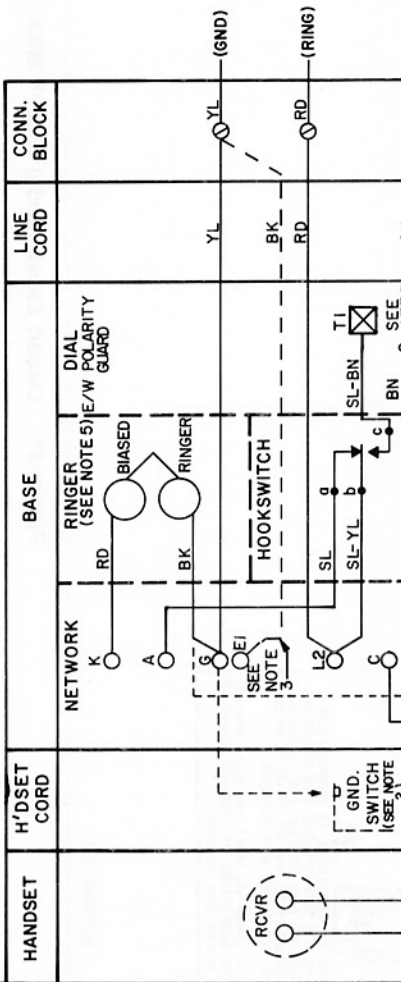 HANDSET
H'DSET CORD
BASE
LINE CORD
CONN. BLOCK
NETWORK
RINGER
(SEE NOTE 5)
DIAL
E/W POLARITY GUARD
BIASED
RINGER
K
RD
A
BK
G
YL
YL
(GND)
E1
SEE NOTE 3
BK
HOOKSWITCH
L2
RD
RD
(RING)
SL
a
SL-YL
b
c
C
SL-BN
T1
BN
SEE
RCVR
GND. SWITCH
(SEE NOTE